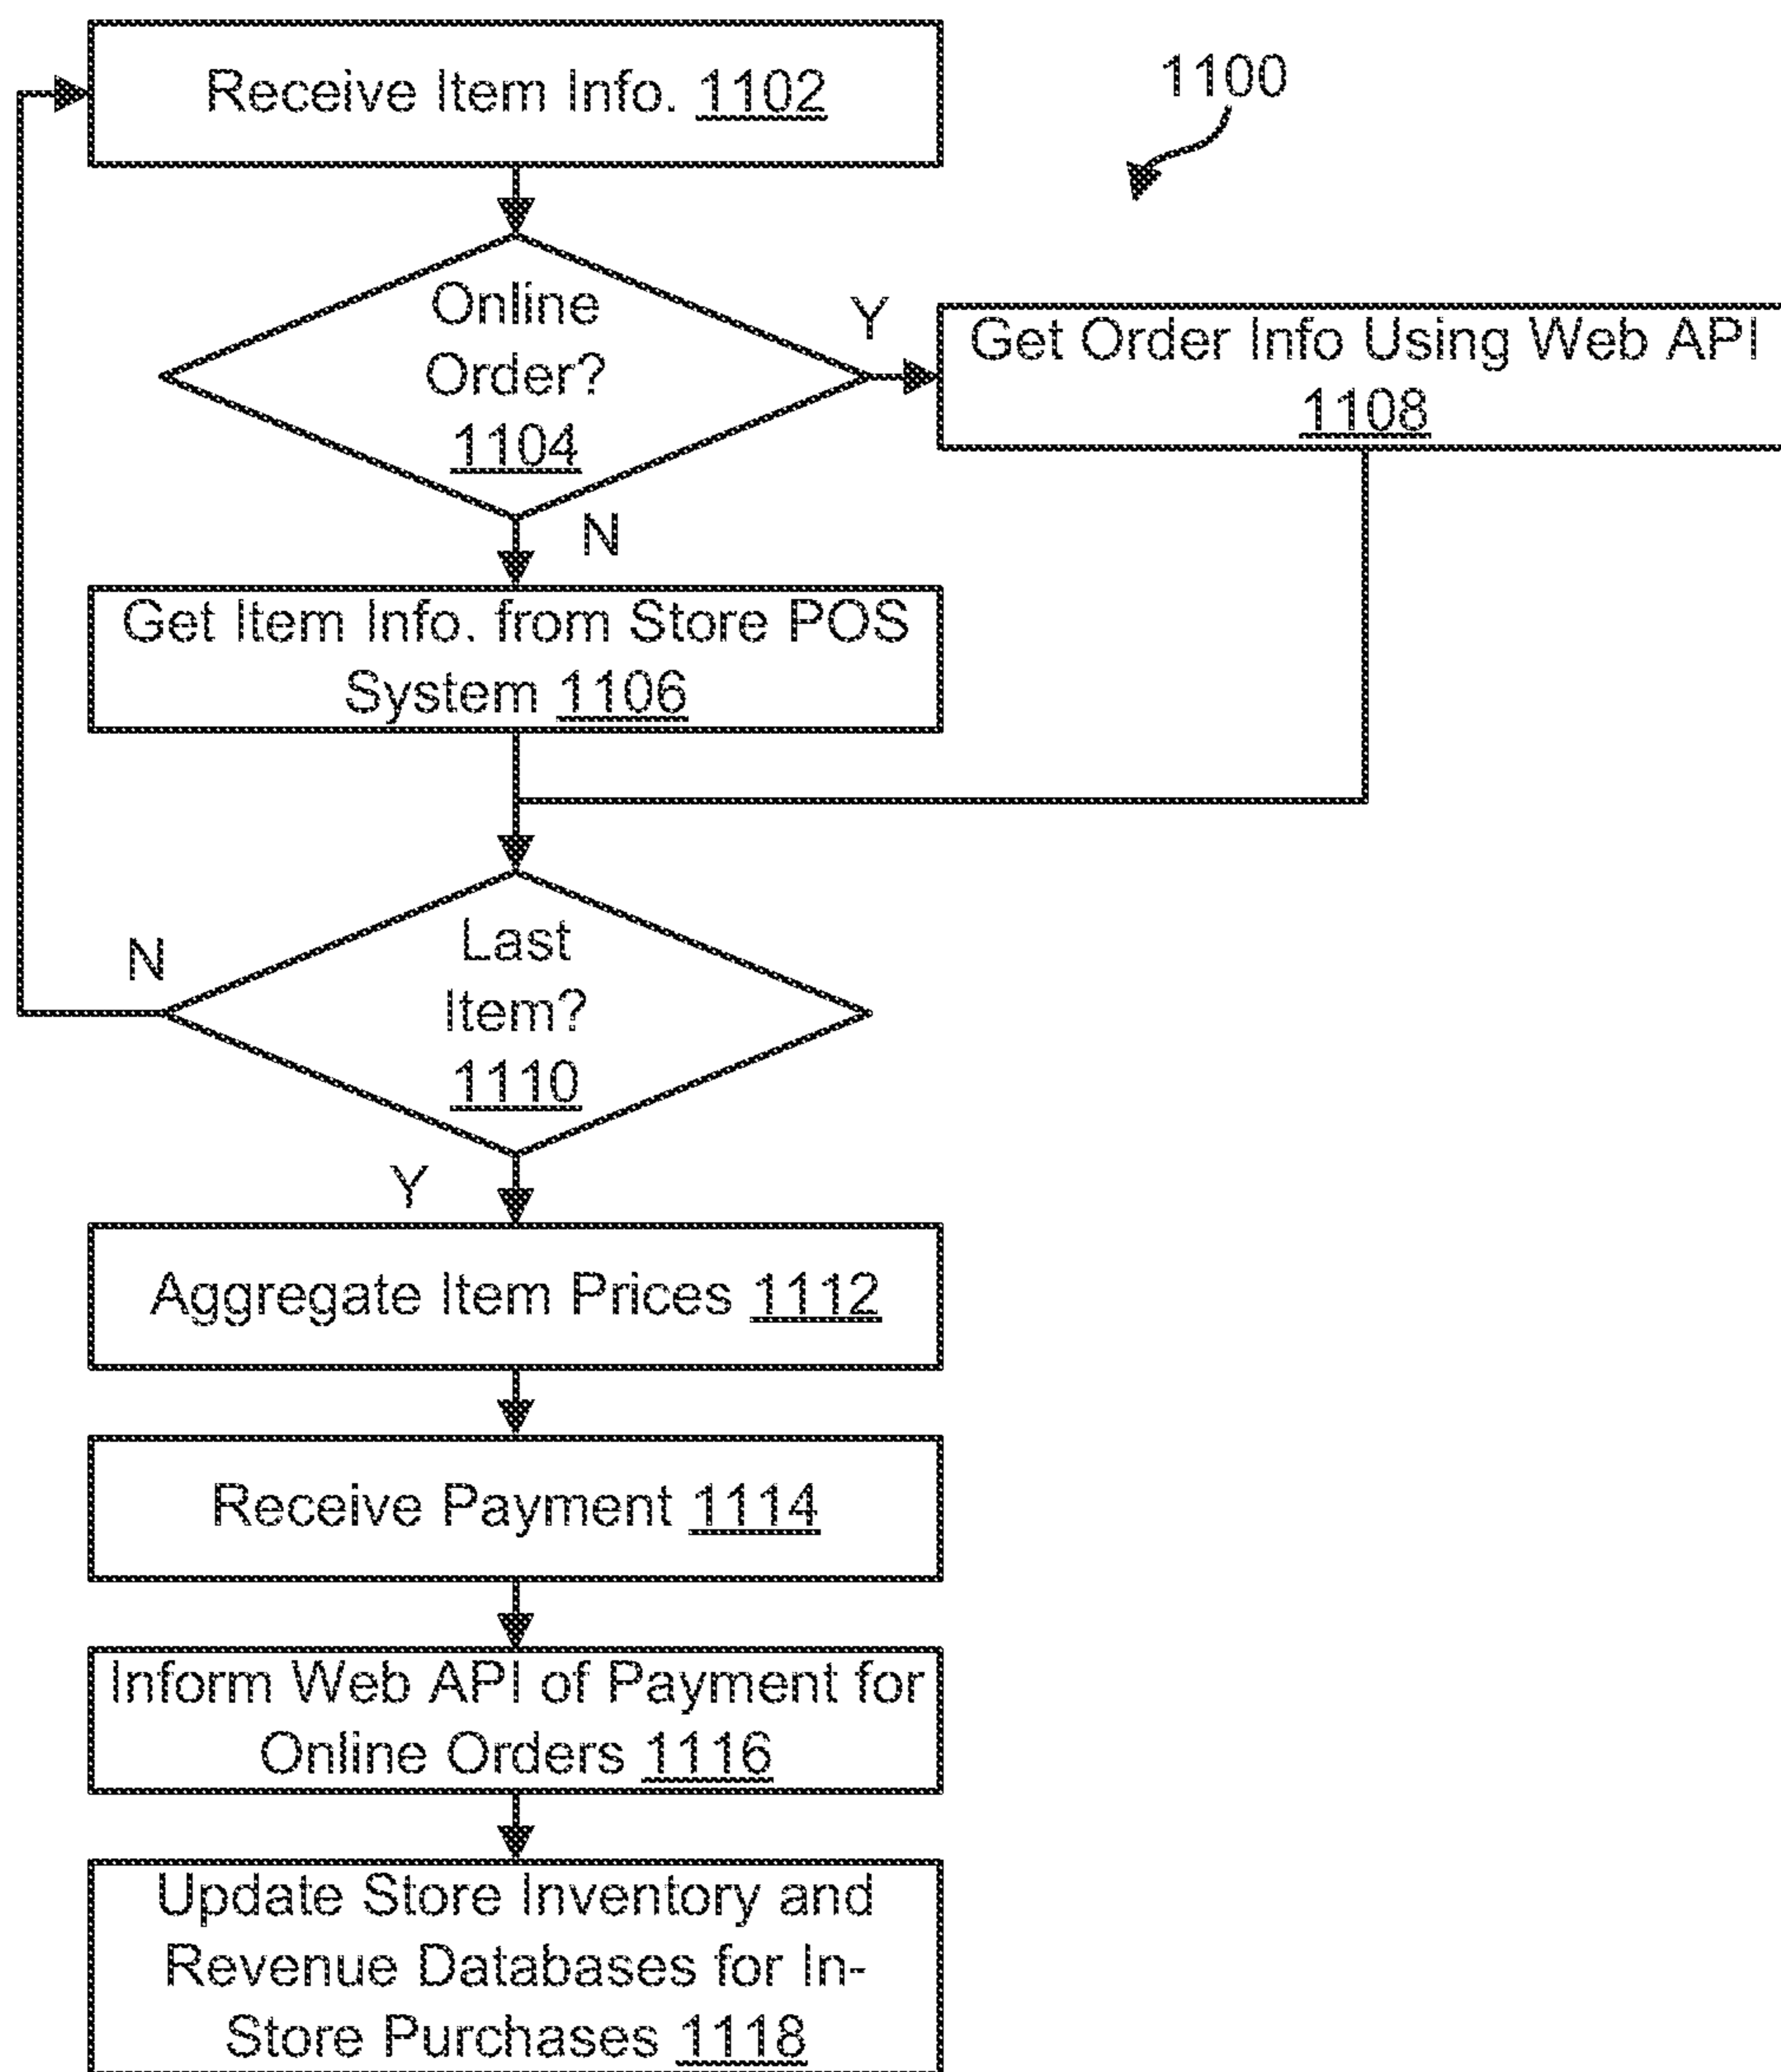 Receive Item Info. 1102
1100
Online
Order?
1104
Y
Get Order Info Using Web API
1108
N
Get Item Info. from Store POS
System 1106
Last
Item?
1110
N
Y
Aggregate Item Prices 1112
Receive Payment 1114
Inform Web API of Payment for
Online Orders 1116
Update Store Inventory and
Revenue Databases for In-
Store Purchases 1118